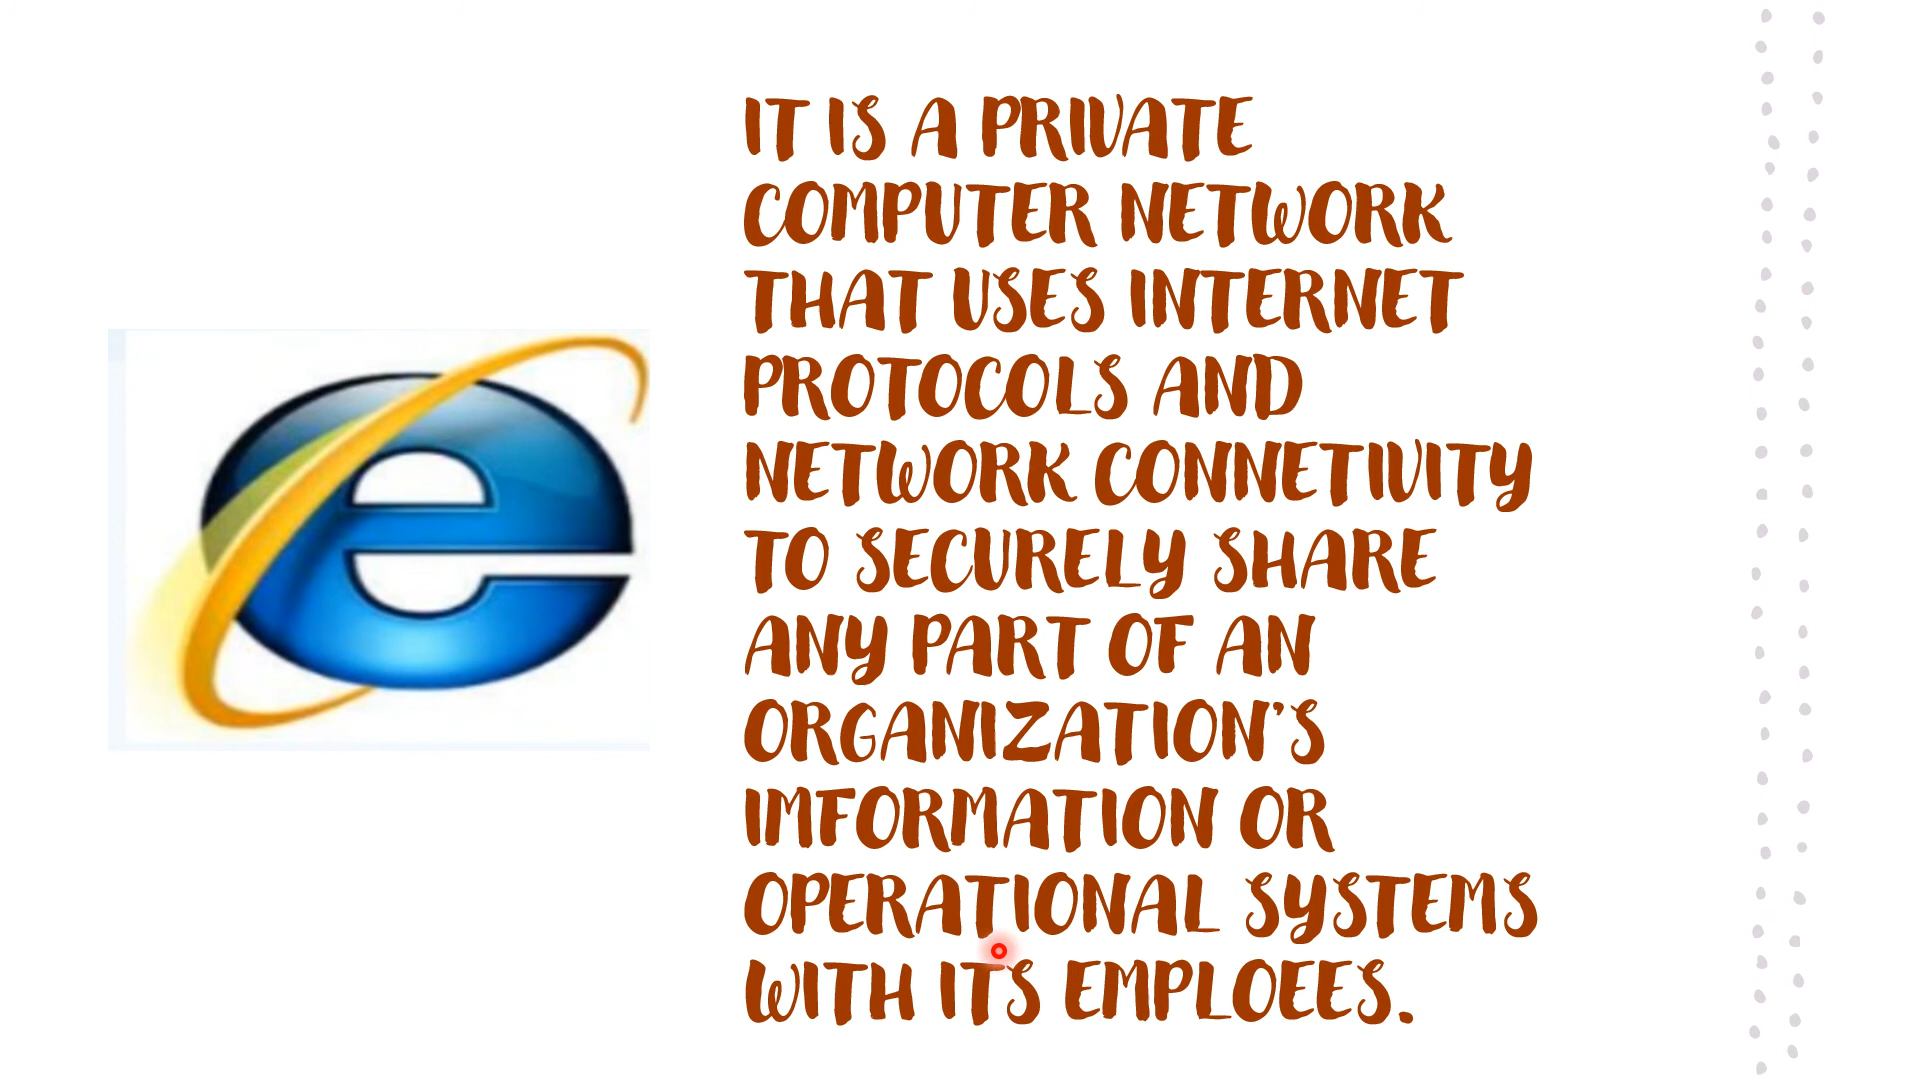 IT IS A PRIVATE
COMPUTER NETWORK
THAT USES INTERNET
PROTOCOLS AND
NETWORK CONNETIVITY
TO SECURELY SHARE
ANY PART OF AN
ORGANIZATION'S
IMFORMATION OR
OPERATIONAL SYSTEMS
WITH ITS EMPLOEES.